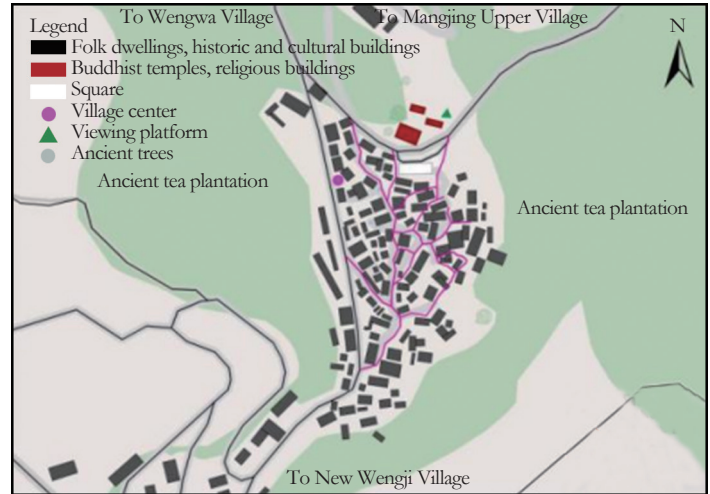 To Wengwa Village
To Mangjing Upper Village
Legend
N
Folk dwellings, historic and cultural buildings
Buddhist temples, religious buildings
Square
Village center
Viewing platform
Ancient trees
Ancient tea plantation
Ancient tea plantation
To New Wengji Village